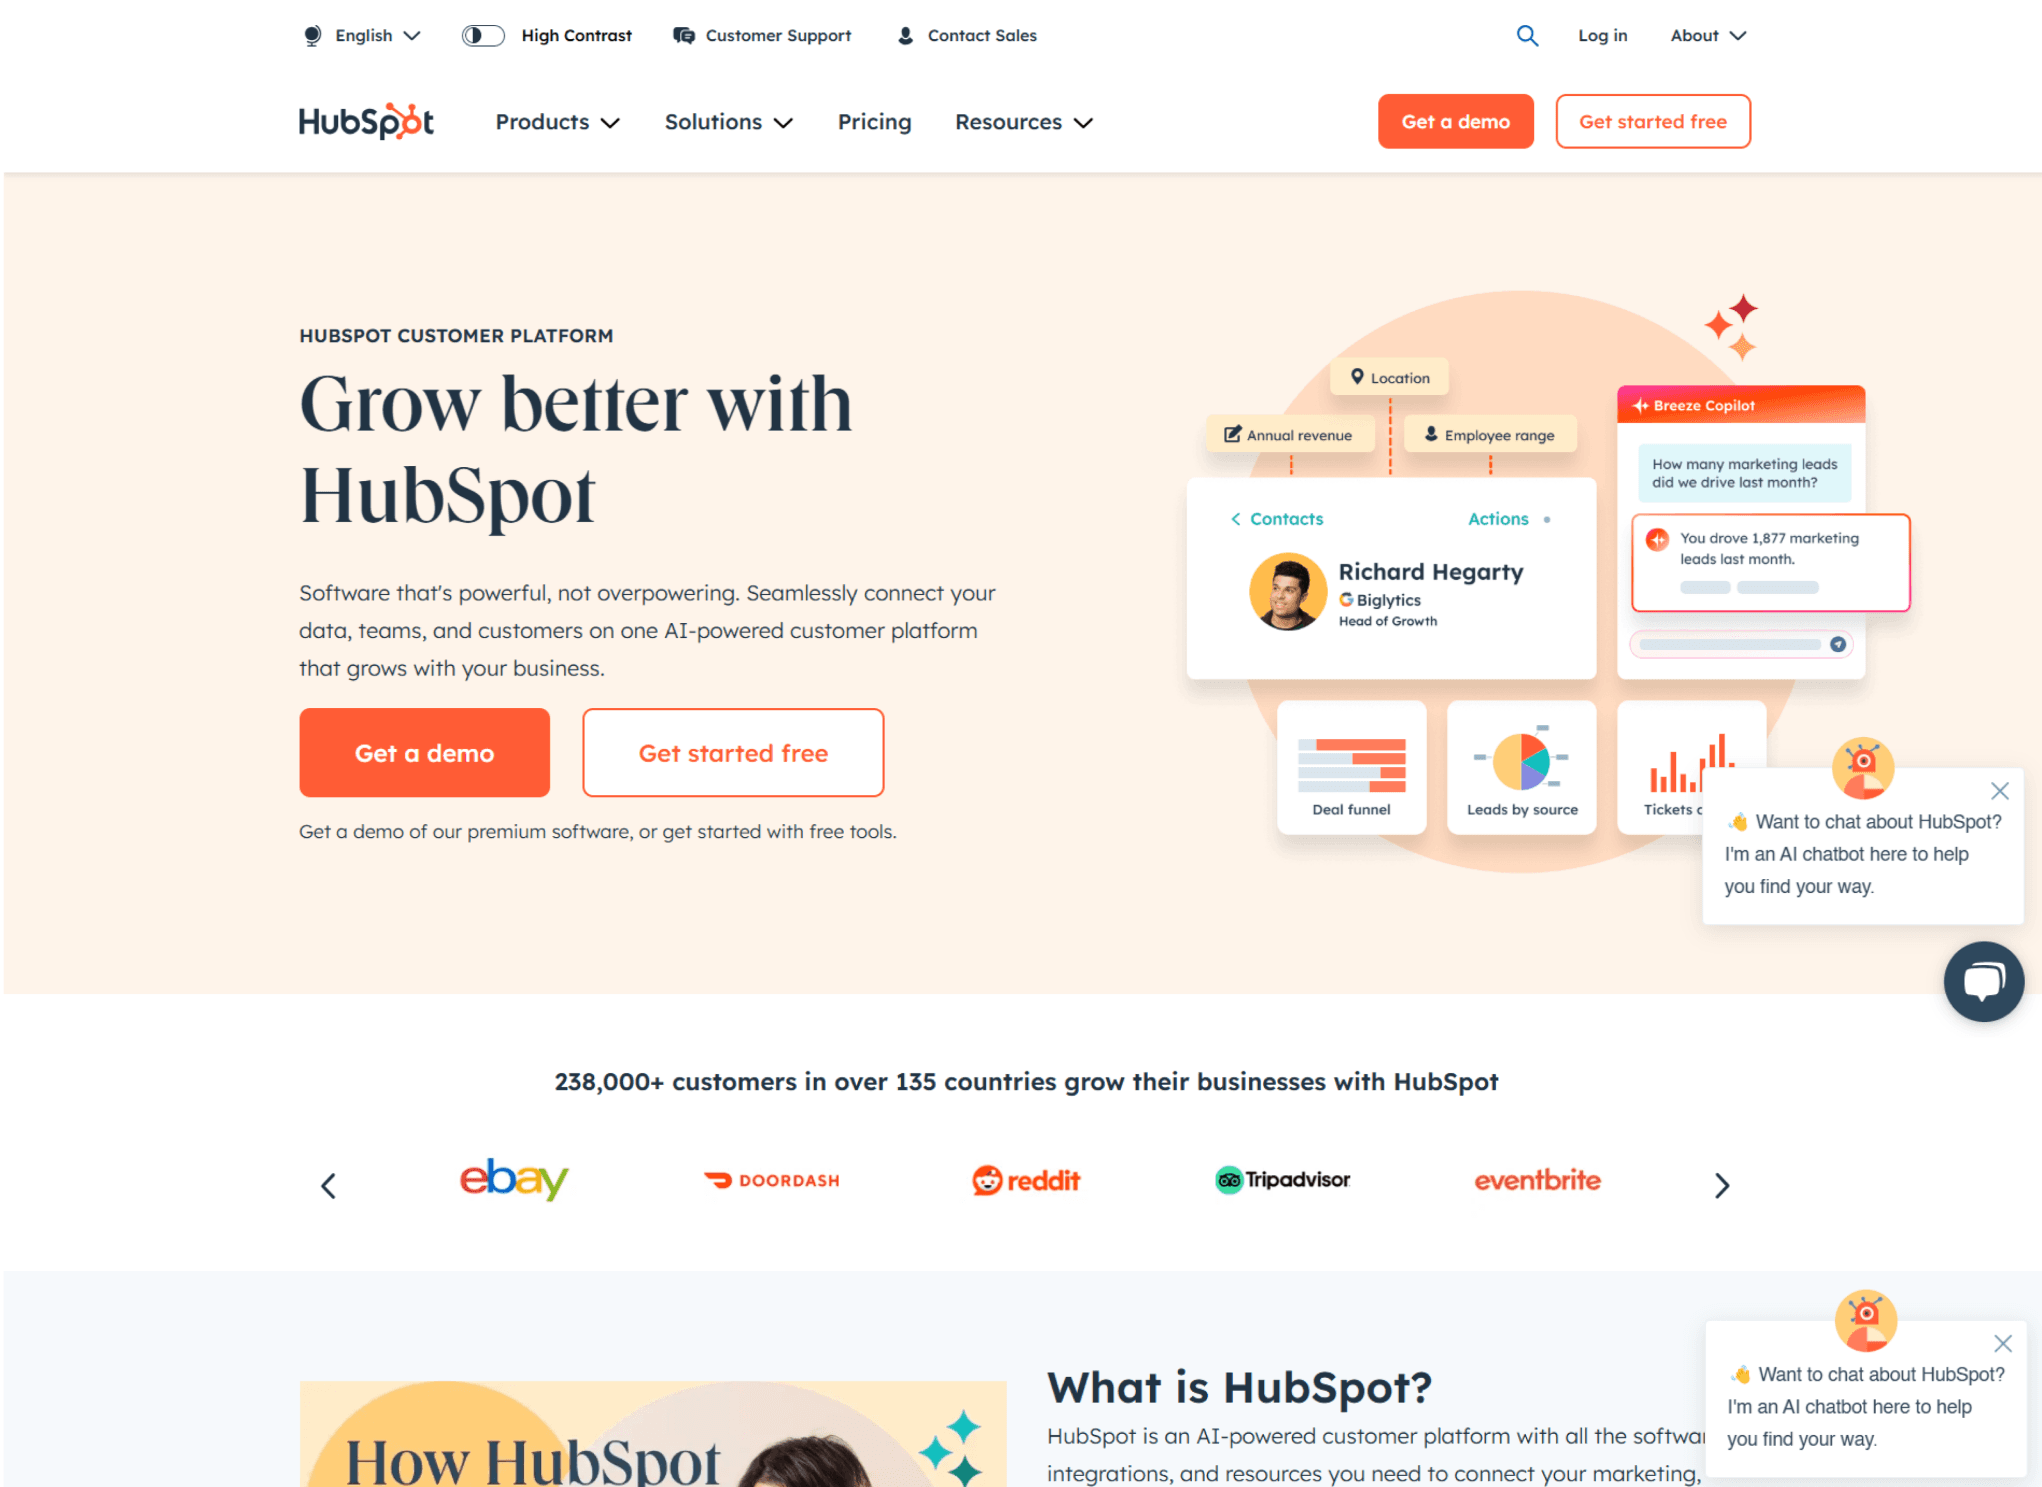 English
High Contrast
Customer Support
Contact Sales
Log in
About
HubSpot
Products
Solutions
Pricing
Resources
Get a demo
Get started free
HUBSPOT CUSTOMER PLATFORM
Grow better with
HubSpot
Software that's powerful, not overpowering. Seamlessly connect your
data, teams, and customers on one AI-powered customer platform
that grows with your business.
Get a demo
Get started free
Get a demo of our premium software, or get started with free tools.
Location
Annual revenue
Employee range
Contacts
Actions
Richard Hegarty
Biglytics
Head of Growth
Breeze Copilot
How many marketing leads
did we drive last month?
You drove 1,877 marketing
leads last month.
Deal funnel
Leads by source
Tickets
👋 Want to chat about HubSpot?
I'm an AI chatbot here to help
you find your way.
238,000+ customers in over 135 countries grow their businesses with HubSpot
ebay
DOORDASH
reddit
Tripadvisor
eventbrite
How HubSpot
What is HubSpot?
HubSpot is an AI-powered customer platform with all the
integrations, and resources you need to connect your marketing,
👋 Want to chat about HubSpot?
I'm an AI chatbot here to help
you find your way.